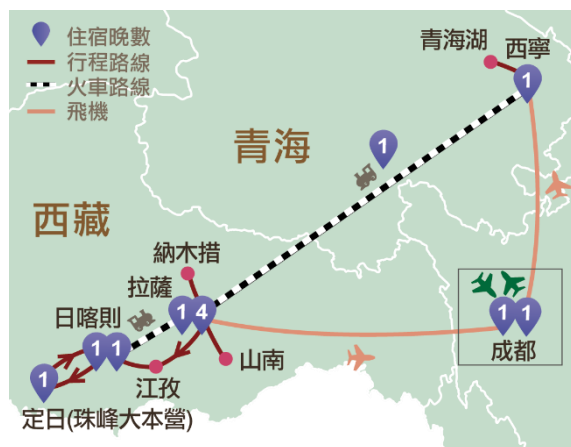 住宿晚數
行程路線
火車路線
飛機
青海湖
西寧
1
1
青海
西藏
納木措
拉薩
1 4
日喀則
1 1
1
山南
江孜
定日(珠峰大本營)
1 1
成都